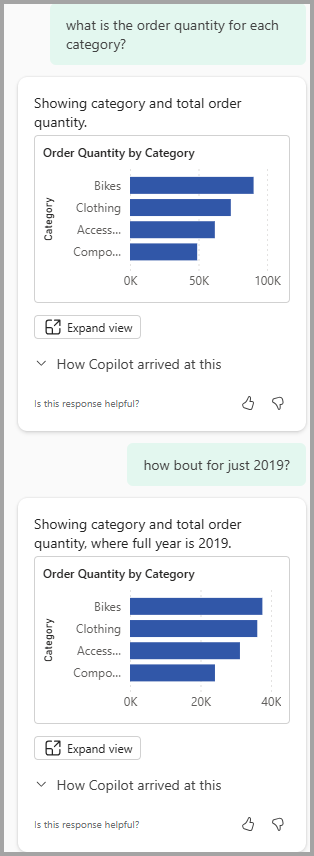 what is the order quantity for each
category?
Showing category and total order
quantity.
Order Quantity by Category
Category
Bikes
Clothing
Access...
Compo...
0K 50K 100K
Expand view
How Copilot arrived at this
Is this response helpful?
how bout for just 2019?
Showing category and total order
quantity, where full year is 2019.
Order Quantity by Category
Category
Bikes
Clothing
Access...
Compo...
0K 20K 40K
Expand view
How Copilot arrived at this
Is this response helpful?